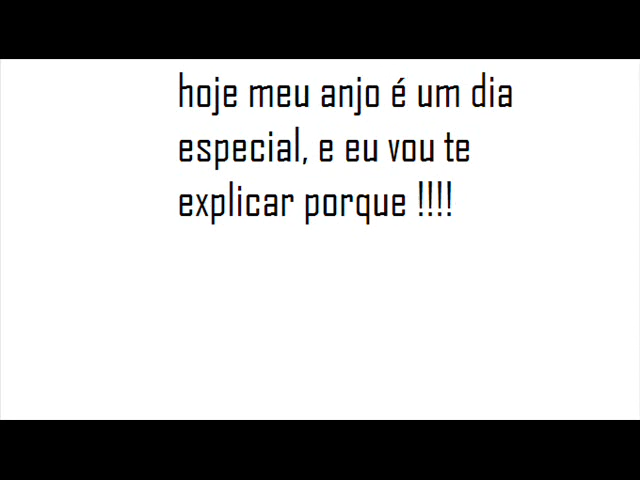 hoje meu anjo é um dia
especial, e eu vou te
explicar porque !!!!